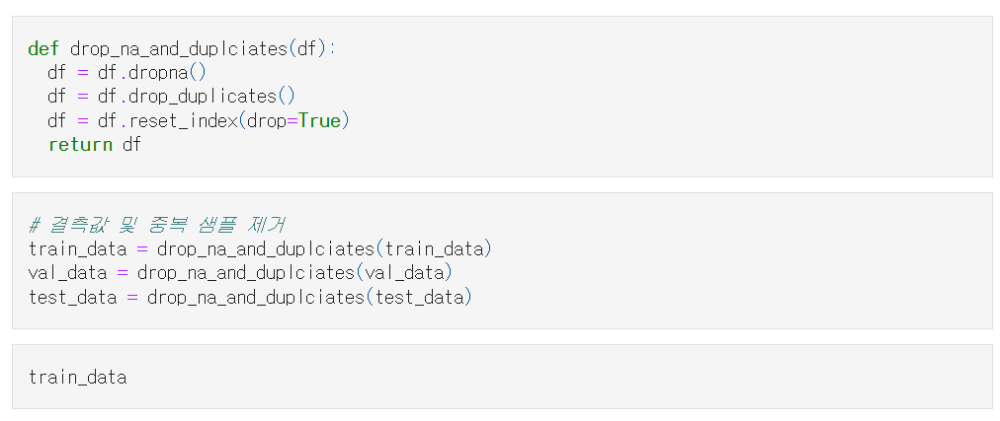 def drop_na_and_duplciates(df):
  df = df.dropna()
  df = df.drop_duplicates()
  df = df.reset_index(drop=True)
  return df
# 결측값 및 중복 샘플 제거
train_data = drop_na_and_duplciates(train_data)
val_data = drop_na_and_duplciates(val_data)
test_data = drop_na_and_duplciates(test_data)
train_data